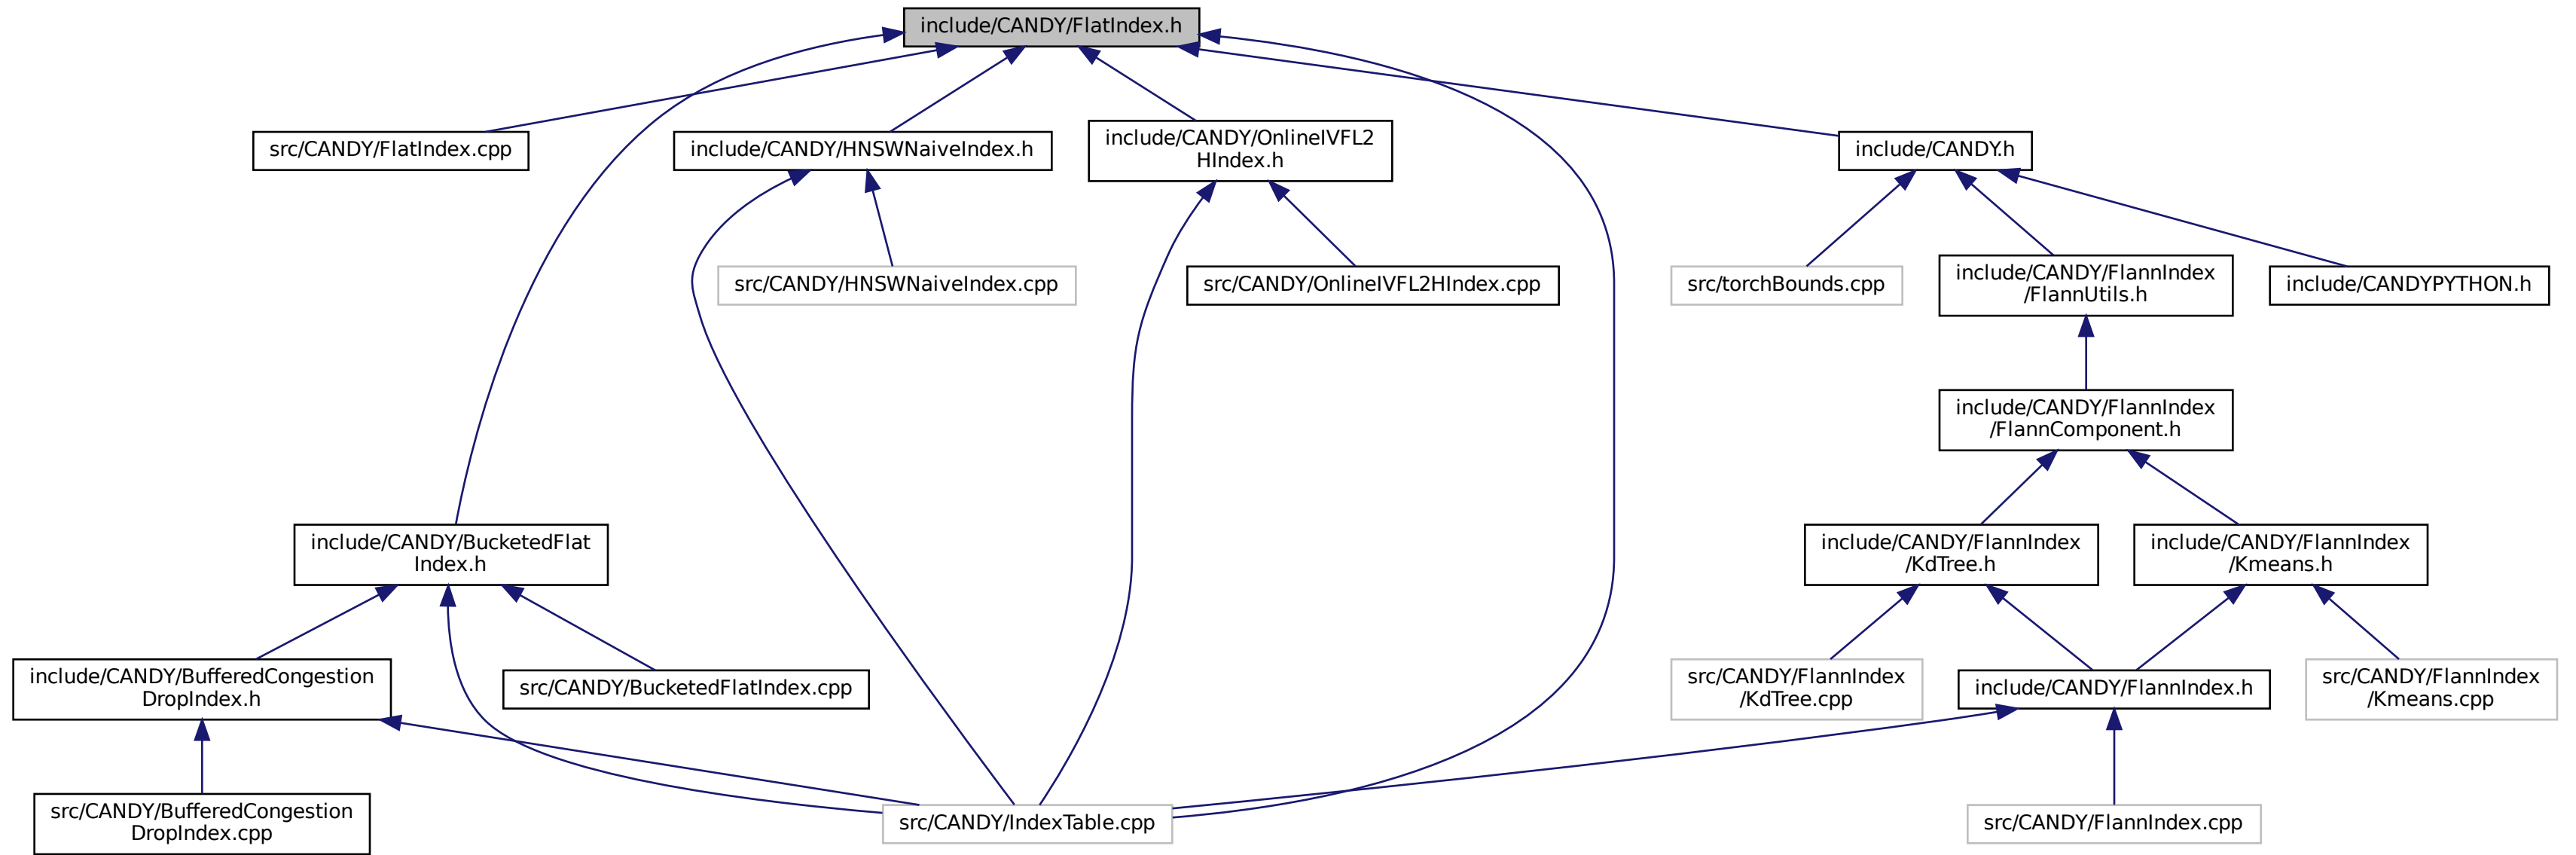 include/CANDY/FlatIndex.h
src/CANDY/FlatIndex.cpp
include/CANDY/HNSWNaiveIndex.h
include/CANDY/OnlineIVFL2
HIndex.h
include/CANDY.h
src/CANDY/HNSWNaiveIndex.cpp
src/CANDY/OnlineIVFL2HIndex.cpp
src/torchBounds.cpp
include/CANDY/FlannIndex
/FlannUtils.h
include/CANDYPYTHON.h
include/CANDY/FlannIndex
/FlannComponent.h
include/CANDY/BucketedFlat
Index.h
include/CANDY/FlannIndex
/KdTree.h
include/CANDY/FlannIndex
/Kmeans.h
include/CANDY/BufferedCongestion
DropIndex.h
src/CANDY/BucketedFlatIndex.cpp
src/CANDY/FlannIndex
/KdTree.cpp
include/CANDY/FlannIndex.h
src/CANDY/FlannIndex
/Kmeans.cpp
src/CANDY/BufferedCongestion
DropIndex.cpp
src/CANDY/IndexTable.cpp
src/CANDY/FlannIndex.cpp